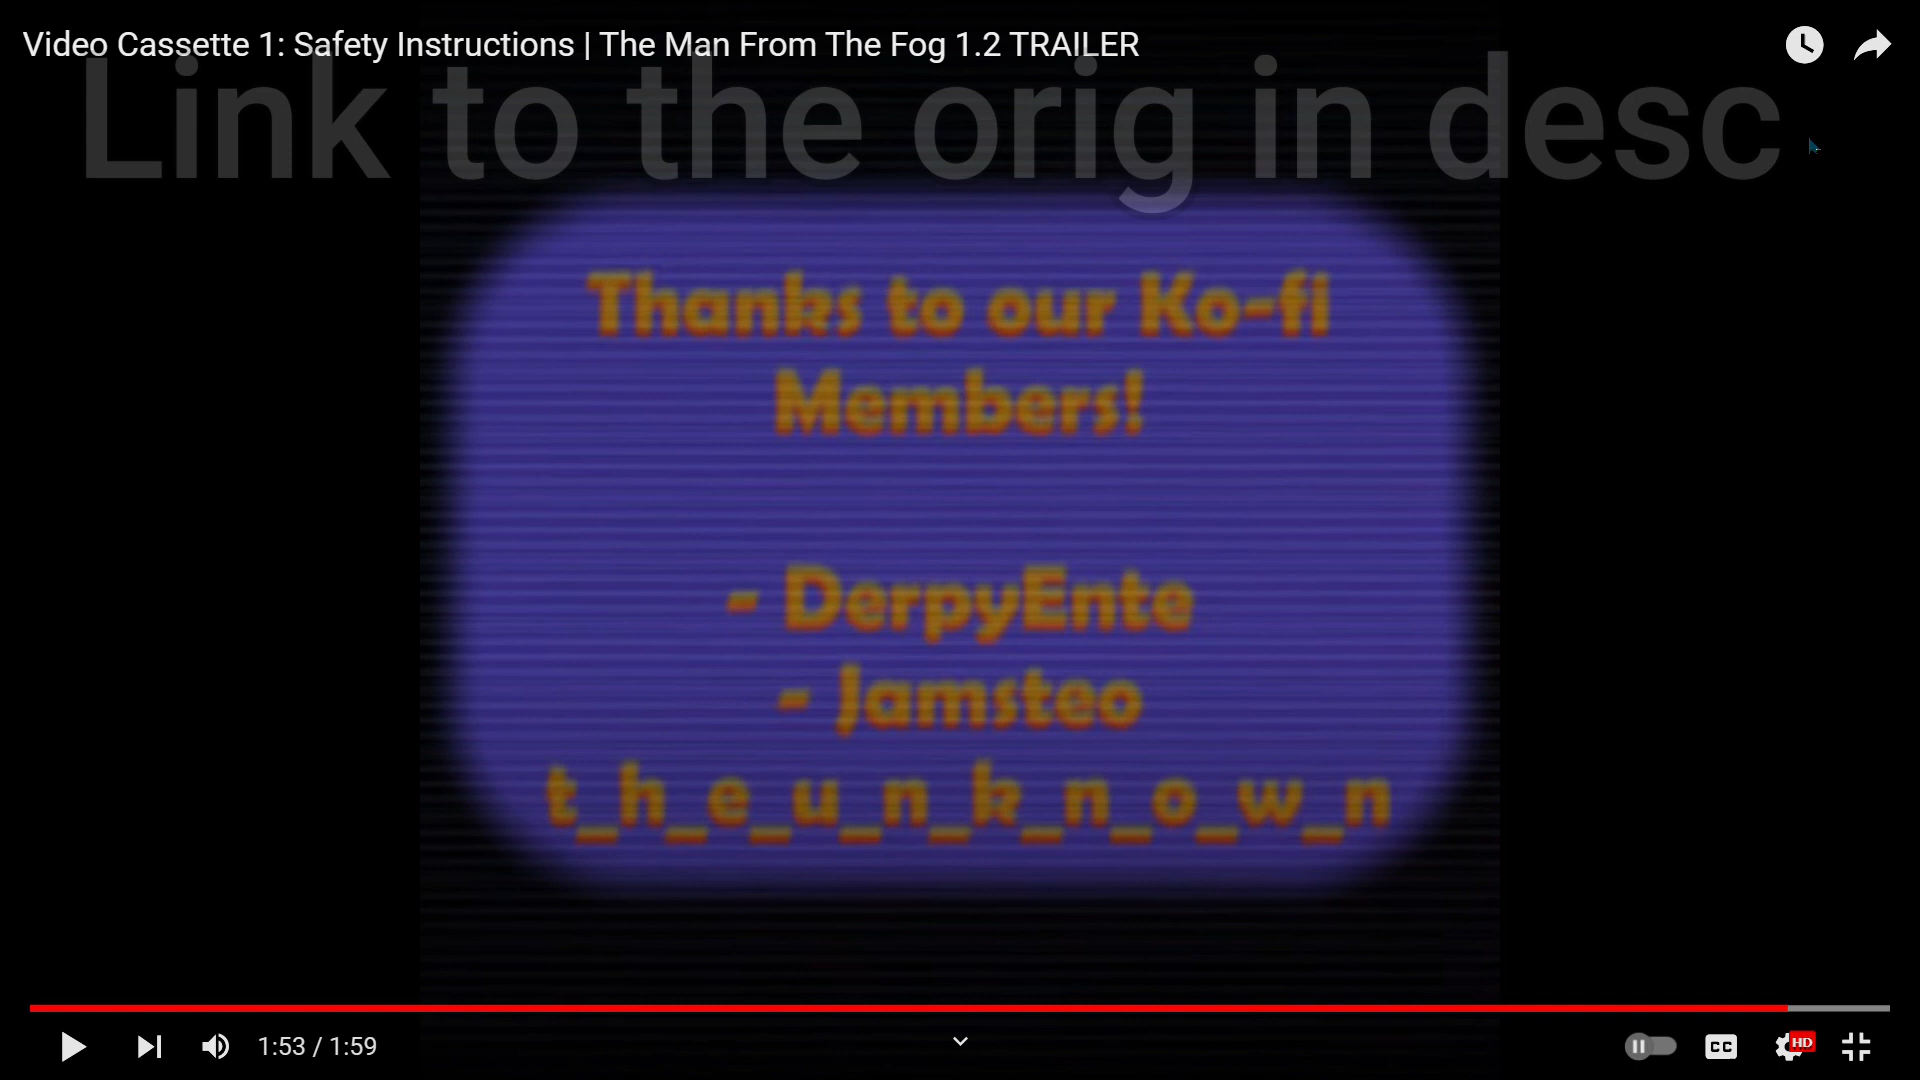 Video Cassette 1: Safety Instructions | The Man From The Fog 1.2 TRAILER
Link to the orig in desc
Thanks to our Ko-fi
Members!
- DerpyEnte
- Jamsteo
t_h_e_u_n_k_n_o_w_n
1:53 / 1:59
CC
HD